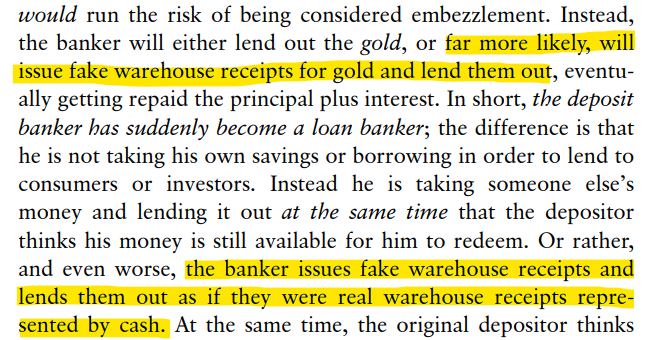 would run the risk of being considered embezzlement. Instead,
the banker will either lend out the gold, or far more likely, will
issue fake warehouse receipts for gold and lend them out, eventu-
ally getting repaid the principal plus interest. In short, the deposit
banker has suddenly become a loan banker; the difference is that
he is not taking his own savings or borrowing in order to lend to
consumers or investors. Instead he is taking someone else’s
money and lending it out at the same time that the depositor
thinks his money is still available for him to redeem. Or rather,
and even worse, the banker issues fake warehouse receipts and
lends them out as if they were real warehouse receipts repre-
sented by cash. At the same time, the original depositor thinks